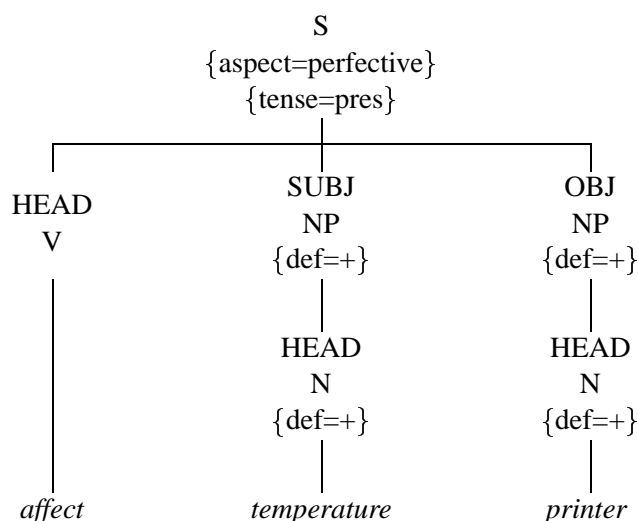 S
{aspect=perfective}
{tense=pres}
HEAD
V
SUBJ
NP
{def=+}
OBJ
NP
{def=+}
HEAD
N
{def=+}
HEAD
N
{def=+}
affect
temperature
printer